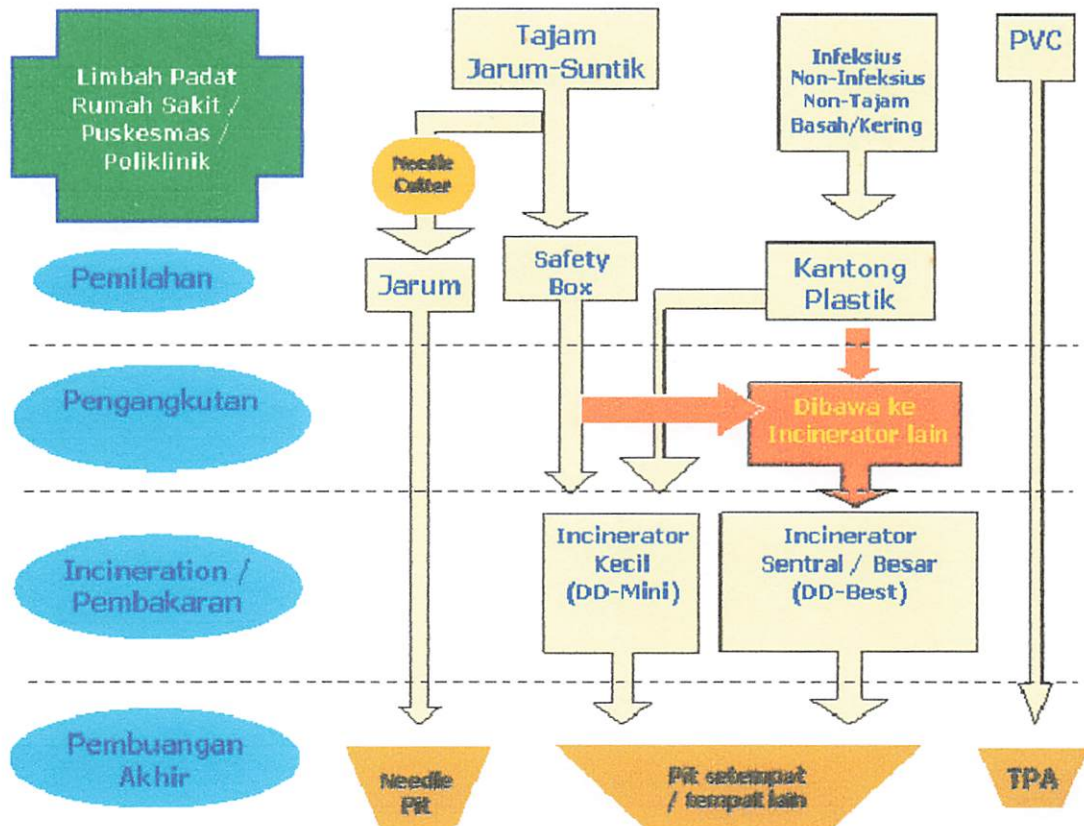 Limbah Padat
Rumah Sakit /
Puskesmas /
Poliklinik
Tajam
Jarum-Suntik
Infeksius
Non-Infeksius
Non-Tajam
Basah/Kering
PVC
Needle
Cutter
Pemilahan
Jarum
Safety
Box
Kantong
Plastik
Pengangkutan
Dibawa ke
Incinerator lain
Incineration /
Pembakaran
Incinerator
Kecil
(DD-Mini)
Incinerator
Sentral / Besar
(DD-Best)
Pembuangan
Akhir
Needle
Pit
Pit setempat
/ tempat lain
TPA